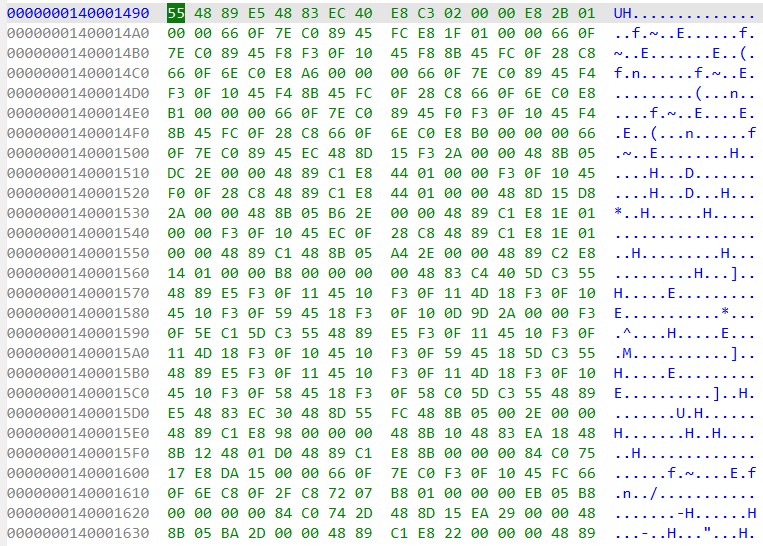 0000000140001490 55 48 89 E5 48 83 EC 40 E8 C3 02 00 00 E8 2B 01 UH..............
00000001400014A0 00 00 66 0F 7E C0 89 45 FC E8 1F 01 00 00 66 0F ..f.~..E......f.
00000001400014B0 7E C0 89 45 F8 F3 0F 10 45 F8 8B 45 FC 0F 28 C8 ~..E....E..E..(.
00000001400014C0 66 0F 6E C0 E8 A6 00 00 00 66 0F 7E C0 89 45 F4 f.n......f.~..E.
00000001400014D0 F3 0F 10 45 F4 8B 45 FC 0F 28 C8 66 0F 6E C0 E8 .........(...n..
00000001400014E0 B1 00 00 00 66 0F 7E C0 89 45 F0 F3 0F 10 45 F4 ....f.~..E....E.
00000001400014F0 8B 45 FC 0F 28 C8 66 0F 6E C0 E8 B0 00 00 00 66 .E..(...n......f
0000000140001500 0F 7E C0 89 45 EC 48 8D 15 F3 2A 00 00 48 8B 05 .~..E........H..
0000000140001510 DC 2E 00 00 48 89 C1 E8 44 01 00 00 F3 0F 10 45 ....H...D.......
0000000140001520 F0 0F 28 C8 48 89 C1 E8 44 01 00 00 48 8D 15 D8 ....H...D...H...
0000000140001530 2A 00 00 48 8B 05 B6 2E 00 00 48 89 C1 E8 1E 01 *..H......H.....
0000000140001540 00 00 F3 0F 10 45 EC 0F 28 C8 48 89 C1 E8 1E 01 ................
0000000140001550 00 00 48 89 C1 48 8B 05 A4 2E 00 00 48 89 C2 E8 ..H.........H...
0000000140001560 14 01 00 00 B8 00 00 00 00 48 83 C4 40 5D C3 55 .........H...]..
0000000140001570 48 89 E5 F3 0F 11 45 10 F3 0F 11 4D 18 F3 0F 10 H.....E.........
0000000140001580 45 10 F3 0F 59 45 18 F3 0F 10 0D 9D 2A 00 00 F3 E...........*...
0000000140001590 0F 5E C1 5D C3 55 48 89 E5 F3 0F 11 45 10 F3 0F .^....H.....E...
00000001400015A0 11 4D 18 F3 0F 10 45 10 F3 0F 59 45 18 5D C3 55 .M...........]..
00000001400015B0 48 89 E5 F3 0F 11 45 10 F3 0F 11 4D 18 F3 0F 10 H.....E.........
00000001400015C0 45 10 F3 0F 58 45 18 F3 0F 58 C0 5D C3 55 48 89 E..........]..H.
00000001400015D0 E5 48 83 EC 30 48 8D 55 FC 48 8B 05 00 2E 00 00 .......UH.......
00000001400015E0 48 89 C1 E8 98 00 00 00 48 8B 10 48 83 EA 18 48 H.......H..H...H
00000001400015F0 8B 12 48 01 D0 48 89 C1 E8 8B 00 00 00 84 C0 75 ..H.............
0000000140001600 17 E8 DA 15 00 00 66 0F 7E C0 F3 0F 10 45 FC 66 ......f.~....E.f
0000000140001610 0F 6E C8 0F 2F C8 72 07 B8 01 00 00 00 EB 05 B8 .n../...........
0000000140001620 00 00 00 00 84 C0 74 2D 48 8D 15 EA 29 00 00 48 .......-H......H
0000000140001630 8B 05 BA 2D 00 00 48 89 C1 E8 22 00 00 00 48 89 ...-..H..."...H.